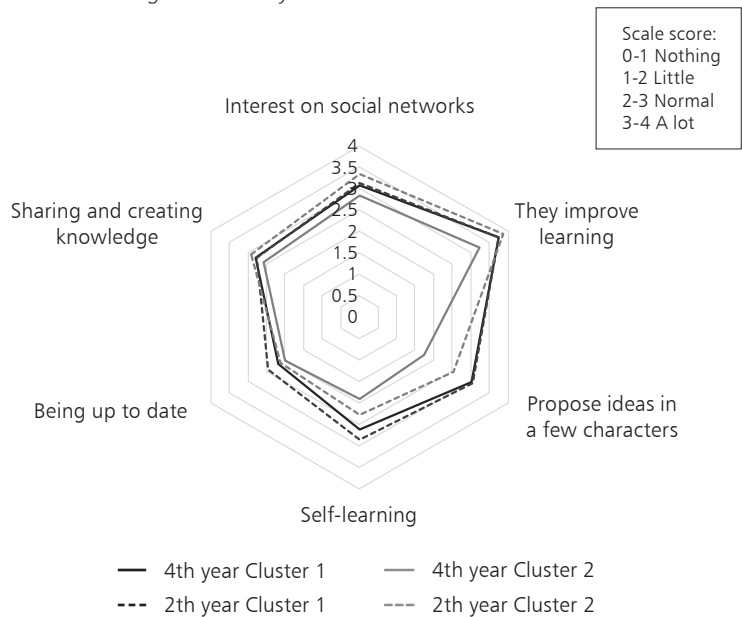 Scale score:
0-1 Nothing
1-2 Little
2-3 Normal
3-4 A lot
Interest on social networks
4
3.5
3
2.5
2
1.5
1
0.5
0
Sharing and creating
knowledge
They improve
learning
Being up to date
Propose ideas in
a few characters
Self-learning
4th year Cluster 1
4th year Cluster 2
2th year Cluster 1
2th year Cluster 2